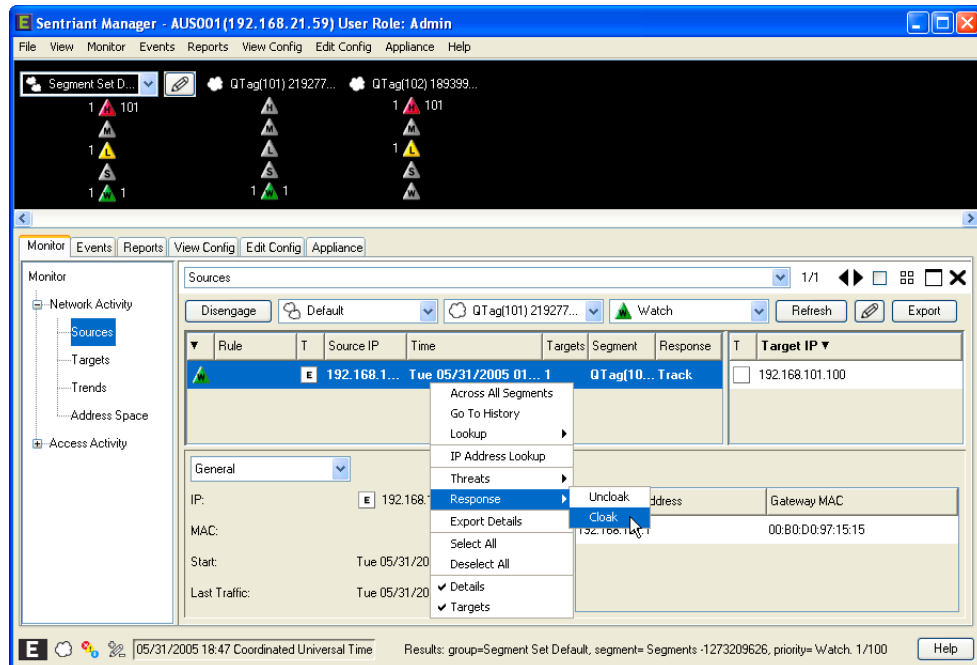 E Sentriant Manager - AUS001(192.168.21.59) User Role: Admin
File View Monitor Events Reports View Config Edit Config Appliance Help
Segment Set D... QTag(101) 219277... QTag(102) 189399...
1 H 101 H 1 H 101
M M M
1 L L 1 L
S S S
1 W 1 1 W 1 W
Monitor Events Reports View Config Edit Config Appliance
Monitor
Network Activity
Sources
Targets
Trends
Address Space
Access Activity
Sources 1/1
Disengage Default QTag(101) 219277... W Watch Refresh Export
Rule T Source IP Time Targets Segment Response T Target IP
W E 192.168.1... Tue 05/31/2005 01... 1 QTag(10... Track 192.168.101.100
Across All Segments
Go To History
Lookup
IP Address Lookup
Threats
Response
Export Details
Select All
Deselect All
Details
Targets
Uncloak
Cloak
General
IP: E 192.168.
MAC:
Start: Tue 05/31/20
Last Traffic: Tue 05/31/20
ddress Gateway MAC
00:B0:D0:97:15:15
E 05/31/2005 18:47 Coordinated Universal Time Results: group=Segment Set Default, segment= Segments -1273209626, priority= Watch. 1/100 Help